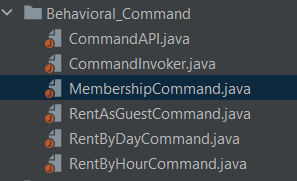 Behavioral_Command
CommandAPI.java
CommandInvoker.java
MembershipCommand.java
RentAsGuestCommand.java
RentByDayCommand.java
RentByHourCommand.java